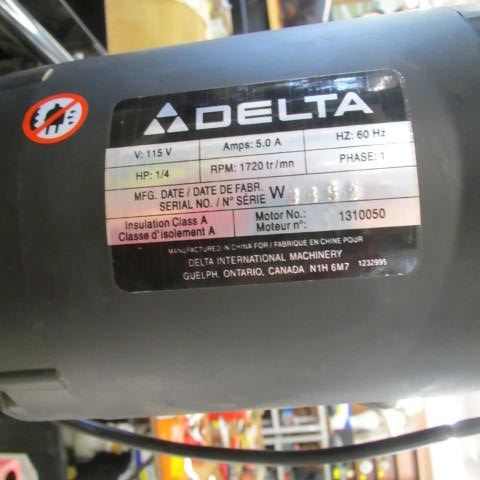 DELTA
V: 115 V Amps: 5.0 A HZ: 60 Hz
HP: 1/4 RPM: 1720 tr/mn PHASE: 1
MFG. DATE / DATE DE FABR. W
SERIAL NO. / N° SÉRIE
Insulation Class A Motor No.: 1310050
Classe d'isolement A Moteur n°:
MANUFACTURED IN CHINA FOR / FABRIQUE EN CHINE POUR
DELTA INTERNATIONAL MACHINERY
GUELPH, ONTARIO, CANADA N1H 6M7 1232995